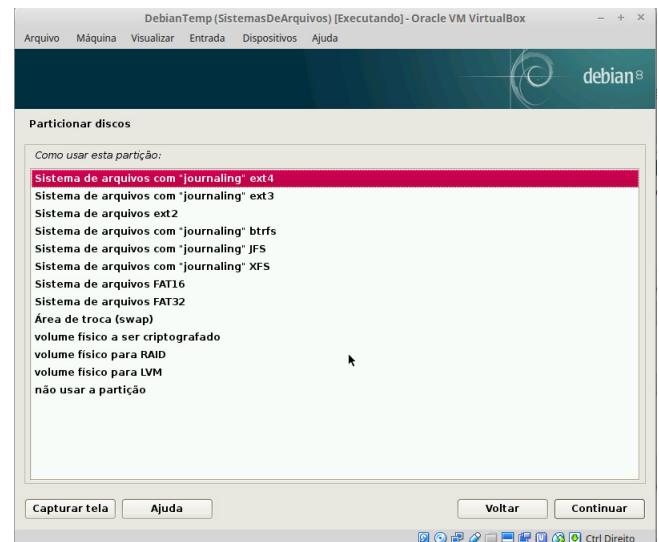 DebianTemp (SistemasDeArquivos) [Executando] - Oracle VM VirtualBox
Arquivo Máquina Visualizar Entrada Dispositivos Ajuda
debian 8
Particionar discos
Como usar esta partição:
Sistema de arquivos com "journaling" ext4
Sistema de arquivos com "journaling" ext3
Sistema de arquivos ext2
Sistema de arquivos com "journaling" btrfs
Sistema de arquivos com "journaling" JFS
Sistema de arquivos com "journaling" XFS
Sistema de arquivos FAT16
Sistema de arquivos FAT32
Área de troca (swap)
volume físico a ser criptografado
volume físico para RAID
volume físico para LVM
não usar a partição
Capturar tela Ajuda Voltar Continuar
Ctrl Direito